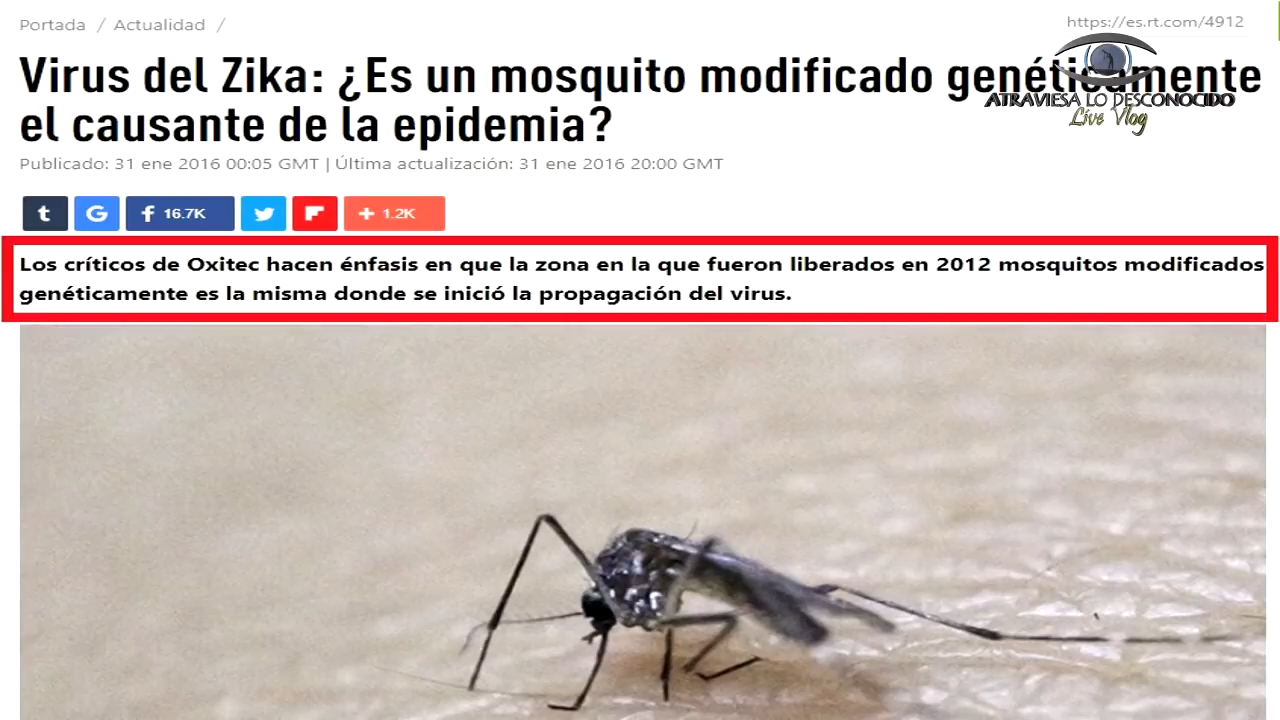 Portada / Actualidad /
https://es.rt.com/4912
Virus del Zika: ¿Es un mosquito modificado genéticamente
el causante de la epidemia?
ATRAVIESA LO DESCONOCIDO
Live Vlog
Publicado: 31 ene 2016 00:05 GMT | Última actualización: 31 ene 2016 20:00 GMT
t G f 16.7K + 1.2K
Los críticos de Oxitec hacen énfasis en que la zona en la que fueron liberados en 2012 mosquitos modificados
genéticamente es la misma donde se inició la propagación del virus.